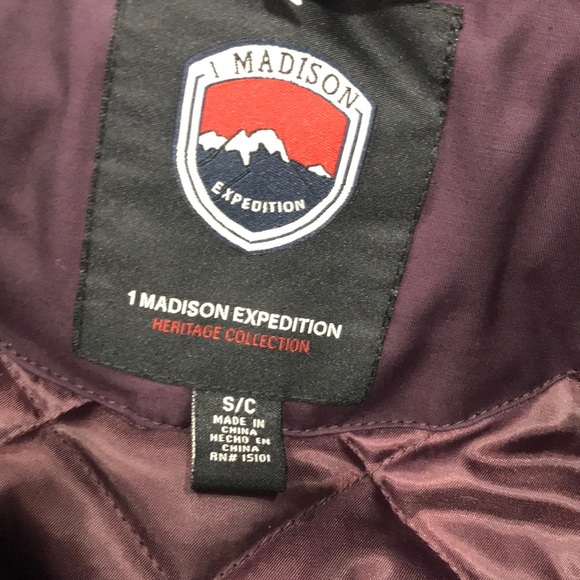 1 MADISON
EXPEDITION
1 MADISON EXPEDITION
HERITAGE COLLECTION
S/C
MADE IN
CHINA
HECHO EN
CHINA
RN# 15101